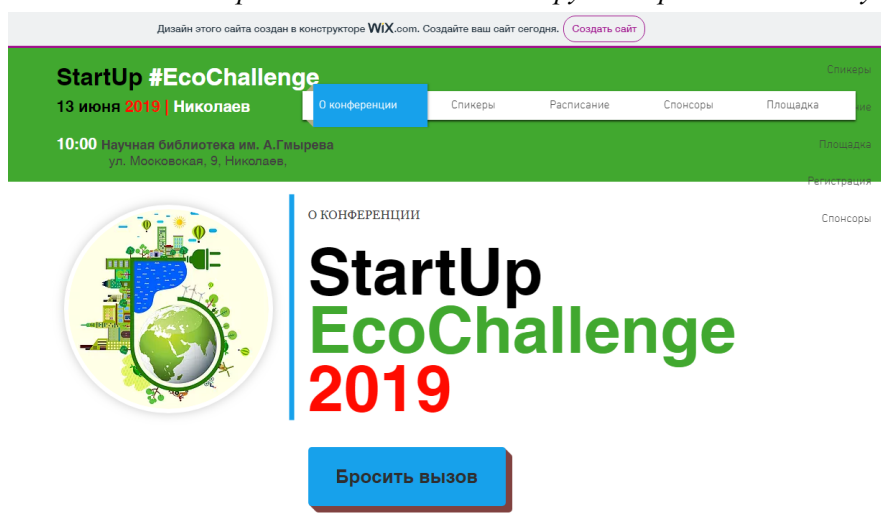 Дизайн этого сайта создан в конструкторе WiX.com. Создайте ваш сайт сегодня. Создать сайт
StartUp #EcoChallenge
Спикеры
13 июня 2019 | Николаев
О конференции Спикеры Расписание Спонсоры Площадка
10:00 Научная библиотека им. А.Гмырева
Площадка
ул. Московская, 9, Николаев,
Регистрация
О КОНФЕРЕНЦИИ
Спонсоры
StartUp
EcoChallenge
2019
Бросить вызов